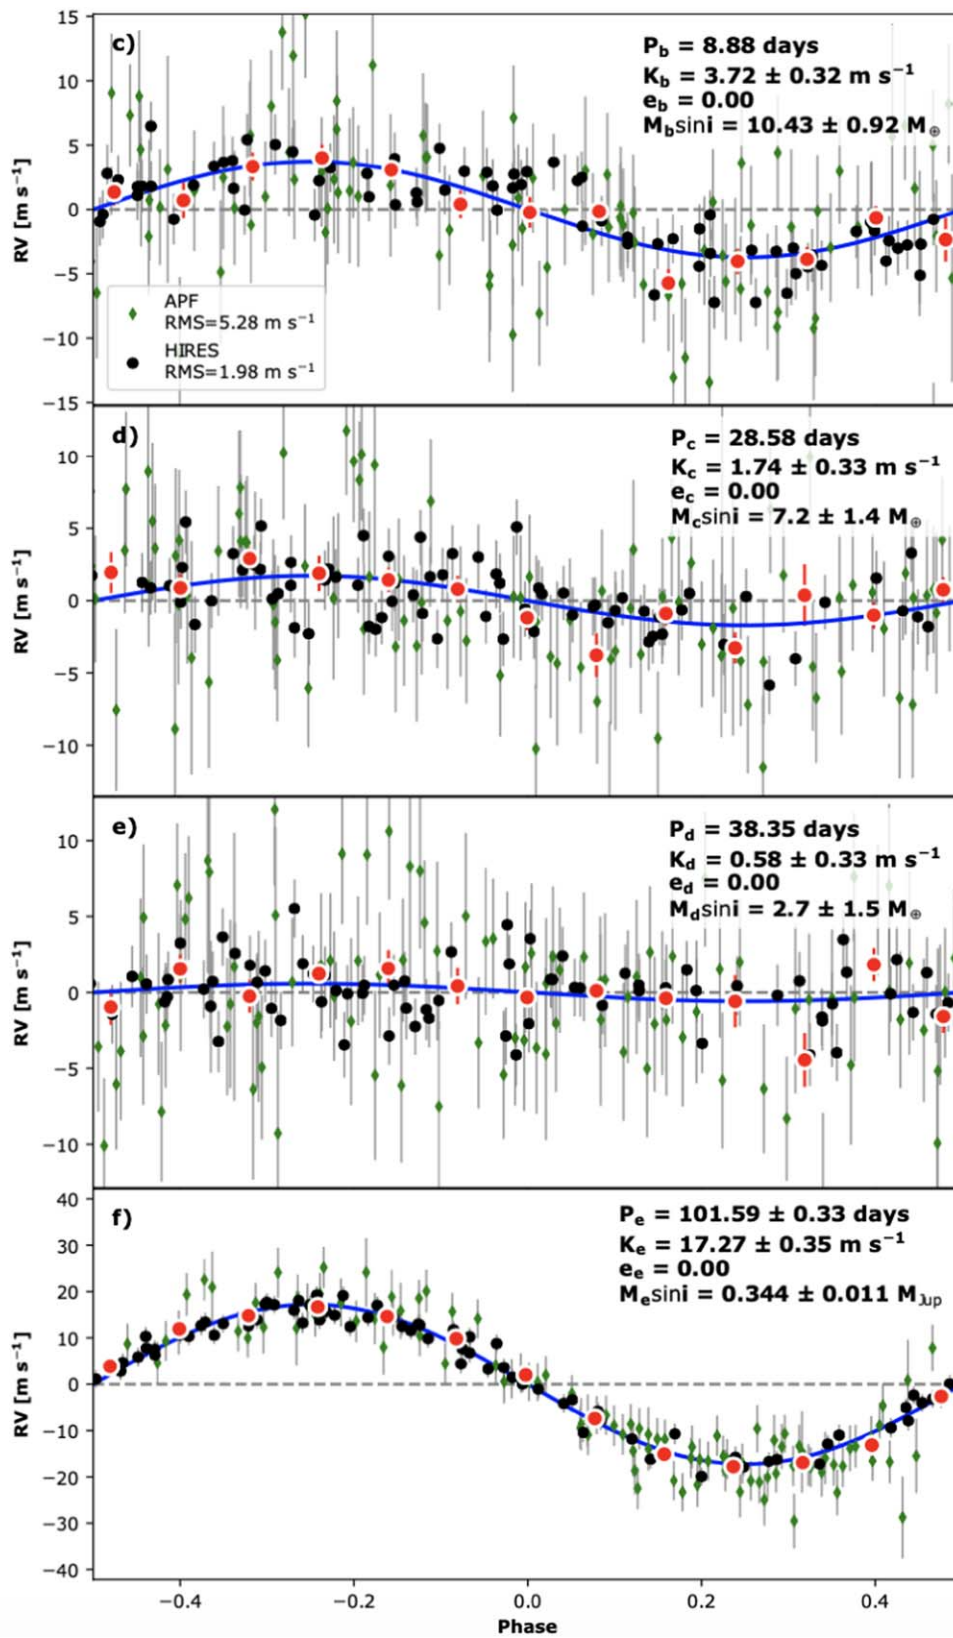 c)
P_b = 8.88 days
K_b = 3.72 ± 0.32 m s⁻¹
e_b = 0.00
M_b sin i = 10.43 ± 0.92 M⊕
15
10
5
0
−5
−10
−15
RV [m s⁻¹]
APF
RMS=5.28 m s⁻¹
HIRES
RMS=1.98 m s⁻¹
d)
P_c = 28.58 days
K_c = 1.74 ± 0.33 m s⁻¹
e_c = 0.00
M_c sin i = 7.2 ± 1.4 M⊕
10
5
0
−5
−10
RV [m s⁻¹]
e)
P_d = 38.35 days
K_d = 0.58 ± 0.33 m s⁻¹
e_d = 0.00
M_d sin i = 2.7 ± 1.5 M⊕
10
5
0
−5
−10
RV [m s⁻¹]
f)
P_e = 101.59 ± 0.33 days
K_e = 17.27 ± 0.35 m s⁻¹
e_e = 0.00
M_e sin i = 0.344 ± 0.011 M_Jup
40
30
20
10
0
−10
−20
−30
−40
RV [m s⁻¹]
−0.4 −0.2 0.0 0.2 0.4
Phase